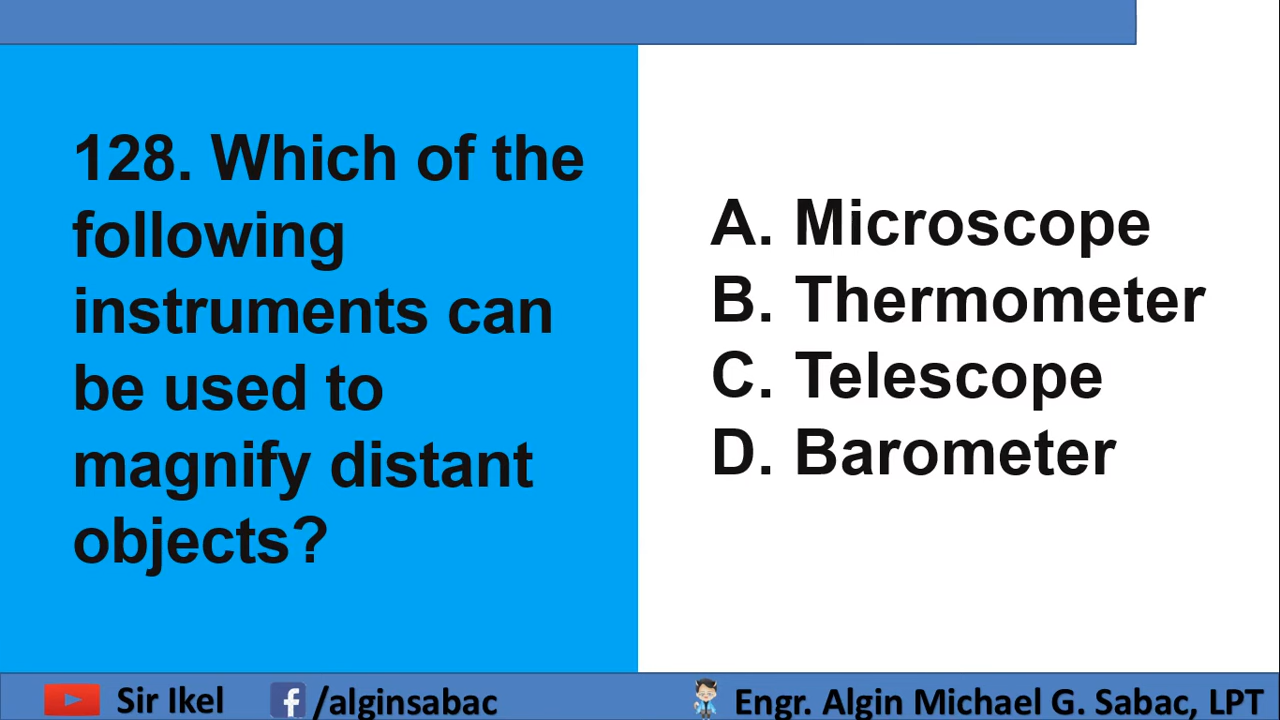 128. Which of the
following
instruments can
be used to
magnify distant
objects?
A. Microscope
B. Thermometer
C. Telescope
D. Barometer
Sir Ikel
/alginsabac
Engr. Algin Michael G. Sabac, LPT